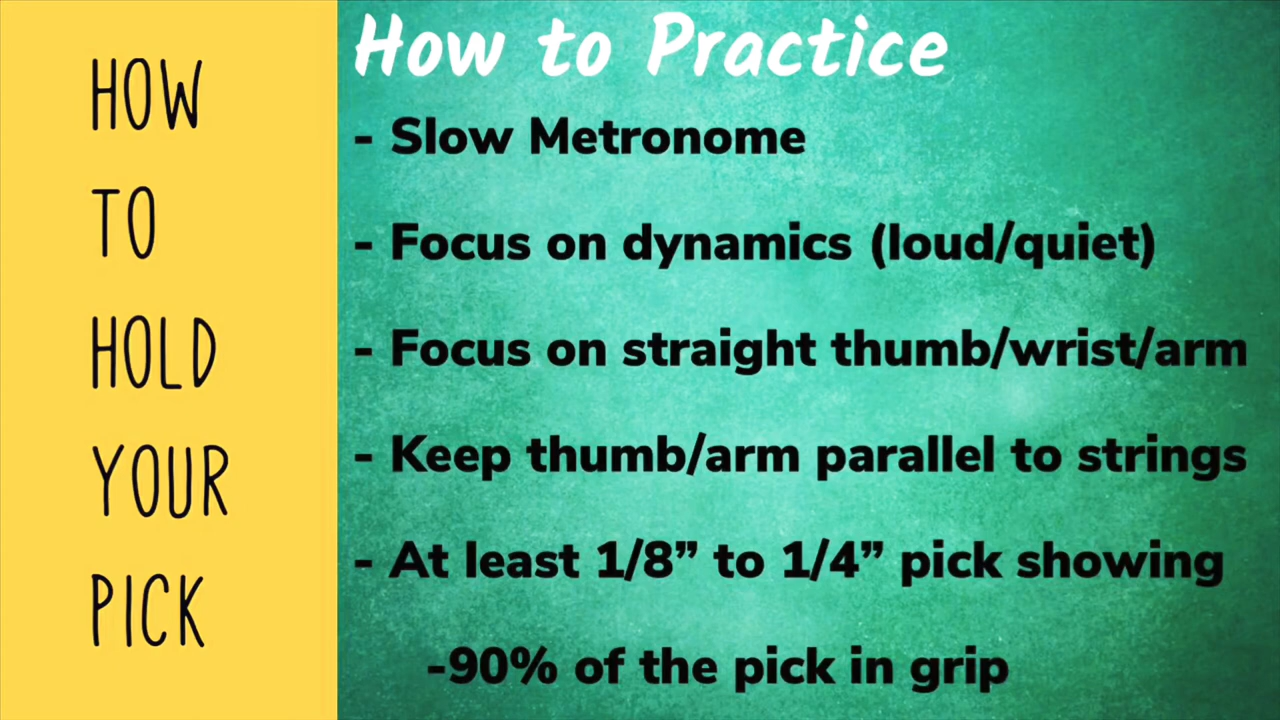 HOW
TO
HOLD
YOUR
PICK
How to Practice
- Slow Metronome
- Focus on dynamics (loud/quiet)
- Focus on straight thumb/wrist/arm
- Keep thumb/arm parallel to strings
- At least 1/8” to 1/4” pick showing
-90% of the pick in grip